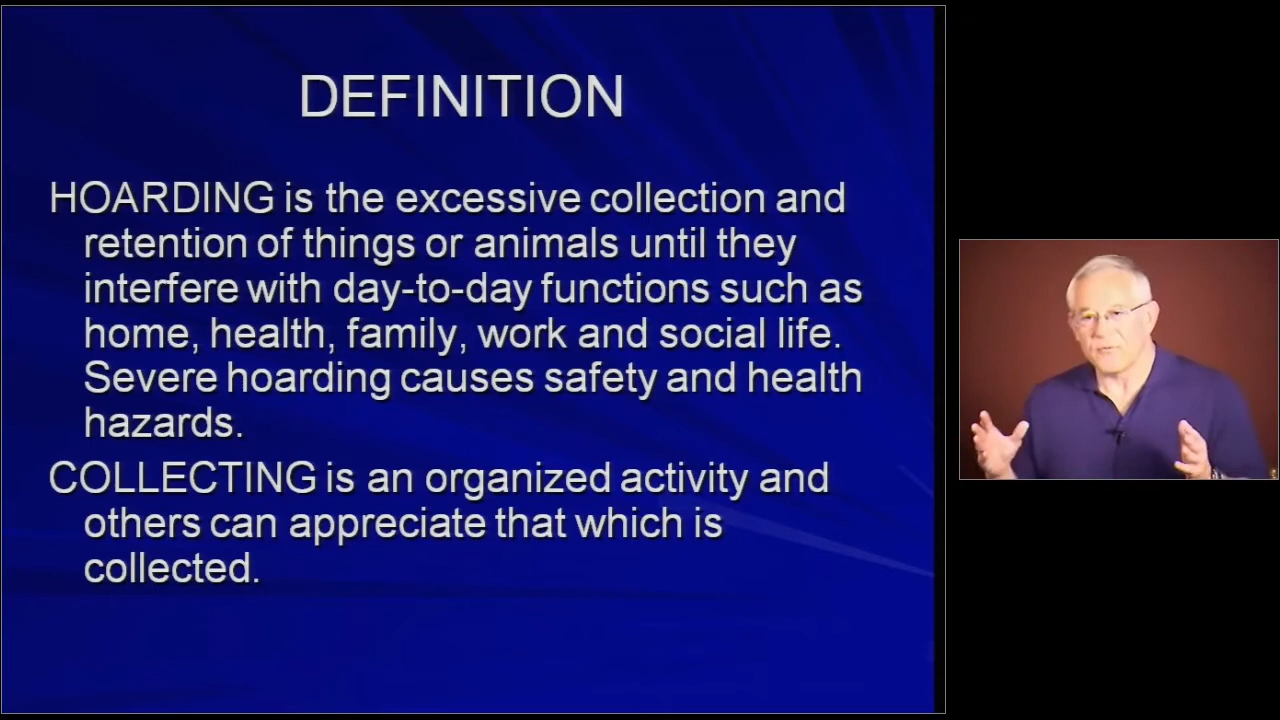 DEFINITION
HOARDING is the excessive collection and
retention of things or animals until they
interfere with day-to-day functions such as
home, health, family, work and social life.
Severe hoarding causes safety and health
hazards.
COLLECTING is an organized activity and
others can appreciate that which is
collected.